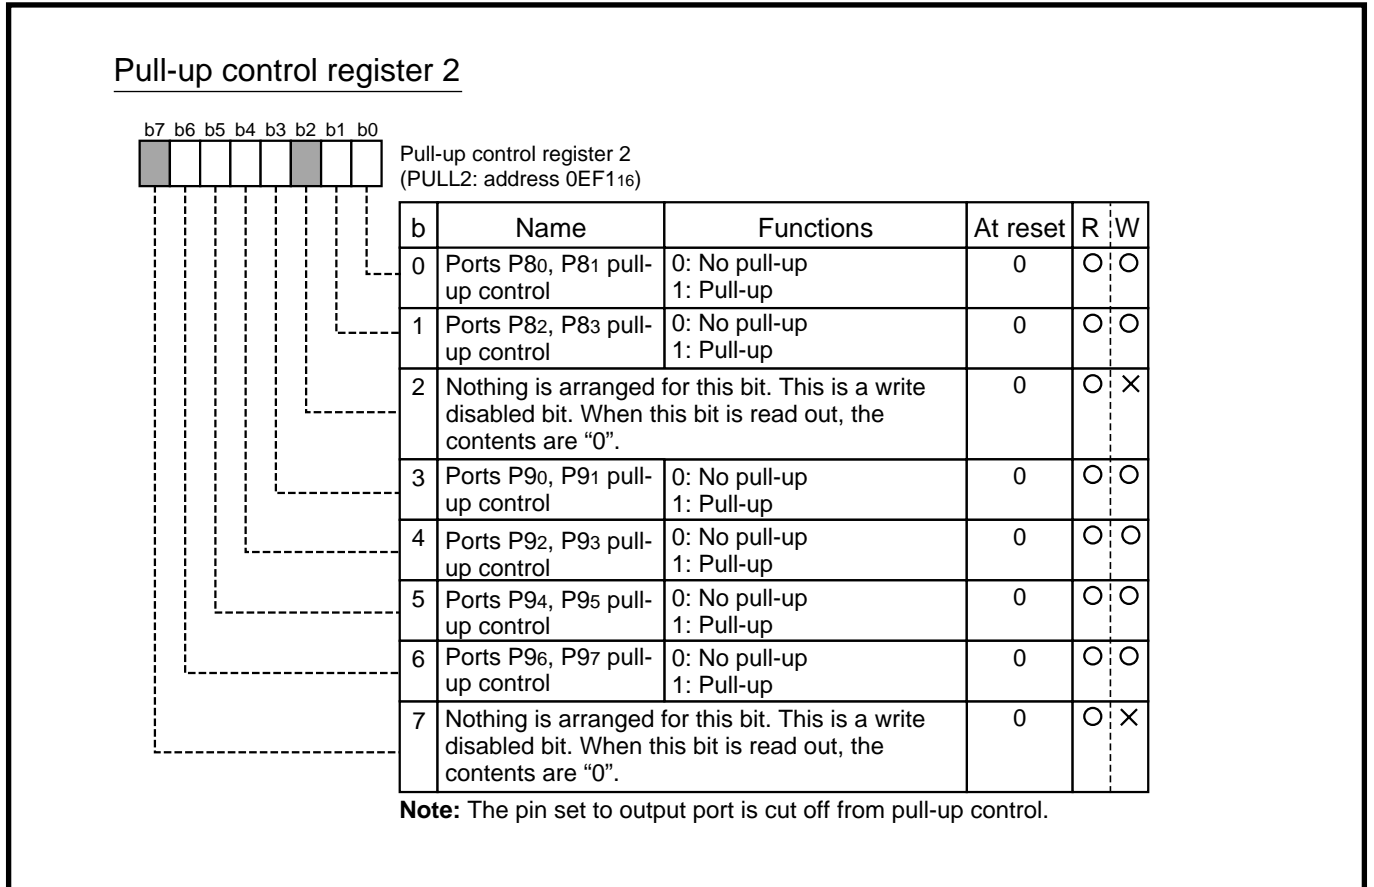 Pull-up control register 2
b7 b6 b5 b4 b3 b2 b1 b0
Pull-up control register 2
(PULL2: address 0EF116)
b Name Functions At reset R W
0 Ports P80, P81 pull- 0: No pull-up 0 O O
up control 1: Pull-up
1 Ports P82, P83 pull- 0: No pull-up 0 O O
up control 1: Pull-up
2 Nothing is arranged for this bit. This is a write 0 O ×
disabled bit. When this bit is read out, the
contents are “0”.
3 Ports P90, P91 pull- 0: No pull-up 0 O O
up control 1: Pull-up
4 Ports P92, P93 pull- 0: No pull-up 0 O O
up control 1: Pull-up
5 Ports P94, P95 pull- 0: No pull-up 0 O O
up control 1: Pull-up
6 Ports P96, P97 pull- 0: No pull-up 0 O O
up control 1: Pull-up
7 Nothing is arranged for this bit. This is a write 0 O ×
disabled bit. When this bit is read out, the
contents are “0”.
Note: The pin set to output port is cut off from pull-up control.